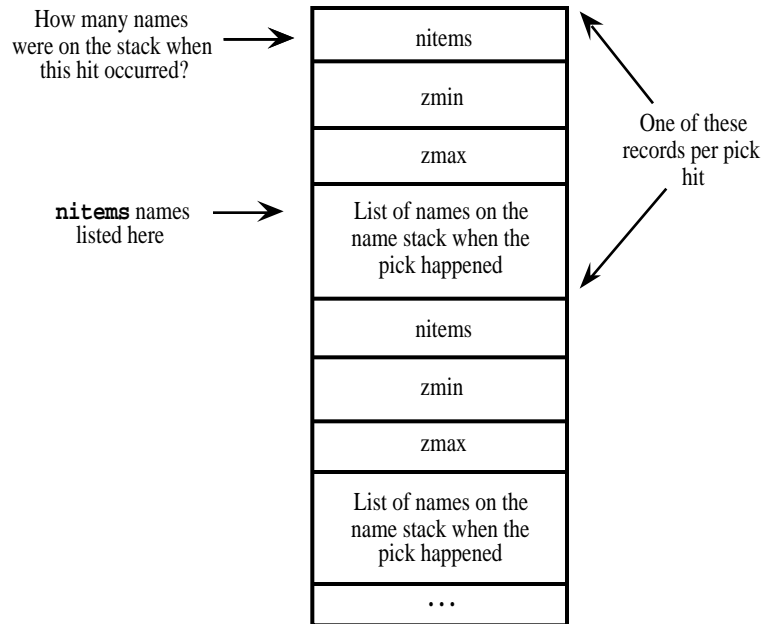 How many names
were on the stack when
this hit occurred?
nitems
zmin
zmax
nitems names
listed here
List of names on the
name stack when the
pick happened
One of these
records per pick
hit
nitems
zmin
zmax
List of names on the
name stack when the
pick happened
...